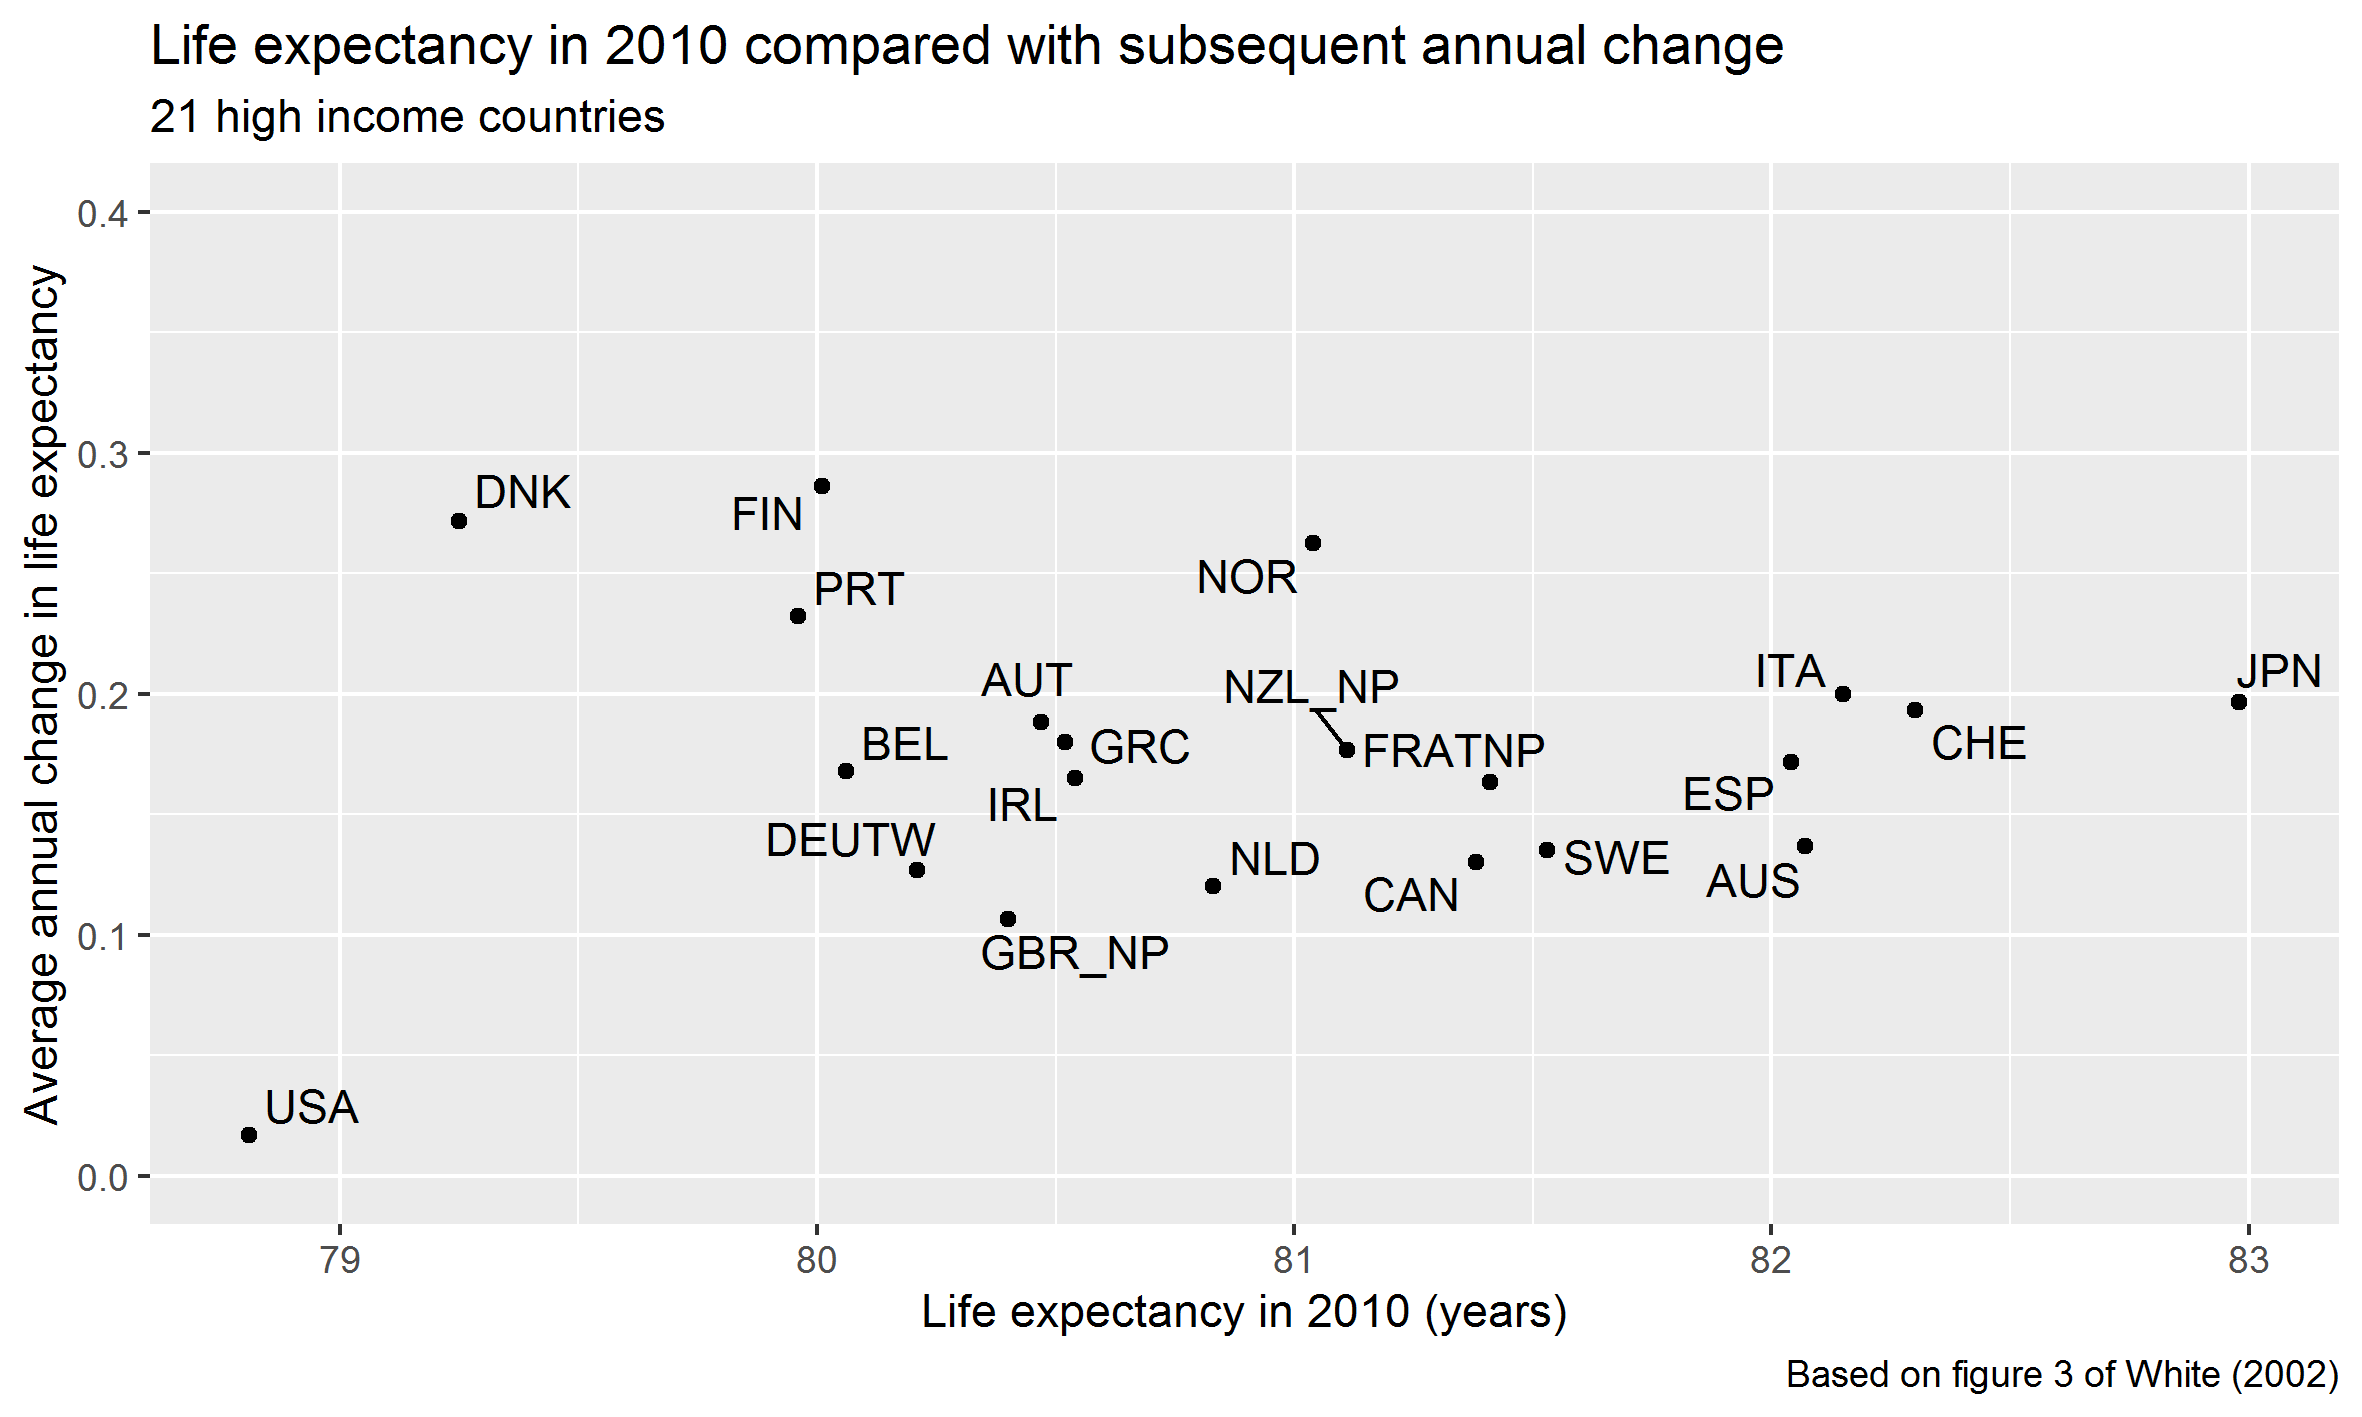 Life expectancy in 2010 compared with subsequent annual change
21 high income countries
Average annual change in life expectancy
0.4
0.3
0.2
0.1
0.0
DNK
FIN
PRT
NOR
AUT
NZL_NP
ITA
JPN
BEL
GRC
FRATNP
CHE
IRL
ESP
DEUTW
NLD
SWE
CAN
AUS
GBR_NP
USA
79 80 81 82 83
Life expectancy in 2010 (years)
Based on figure 3 of White (2002)